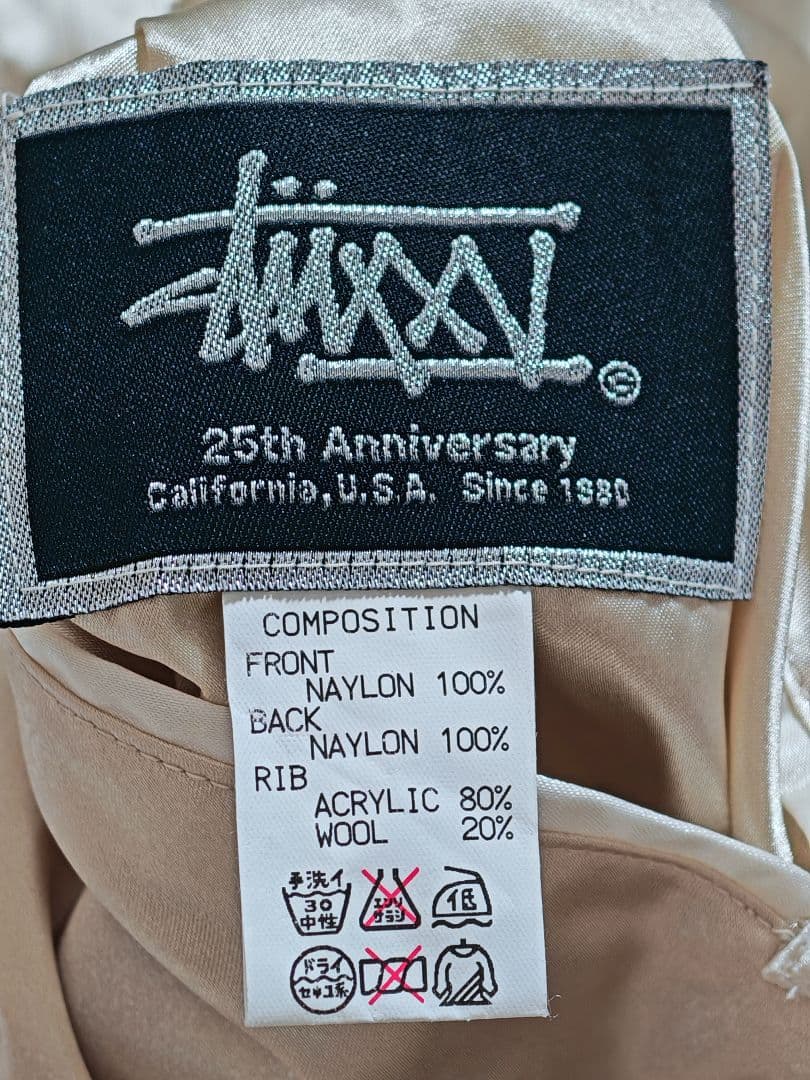 Stüssy
25th Anniversary
California, U.S.A. Since 1980
COMPOSITION
FRONT
NAYLON 100%
BACK
NAYLON 100%
RIB
ACRYLIC 80%
WOOL 20%
手洗イ
30
中性
エンソ
サラシ
低
ドライ
セキユ系